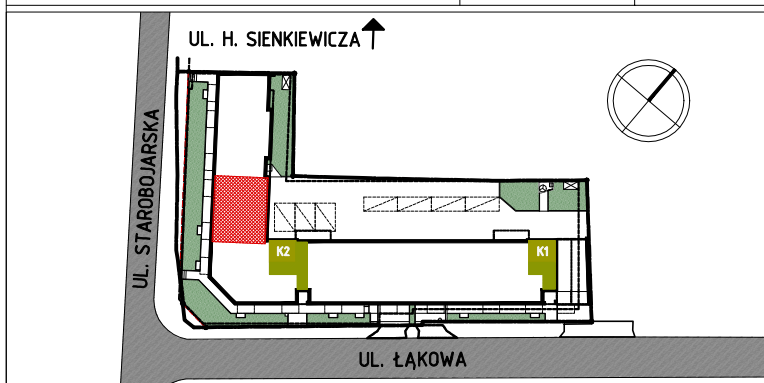 UL. H. SIENKIEWICZA
UL. STAROBOJARSKA
K2
K1
UL. ŁĄKOWA